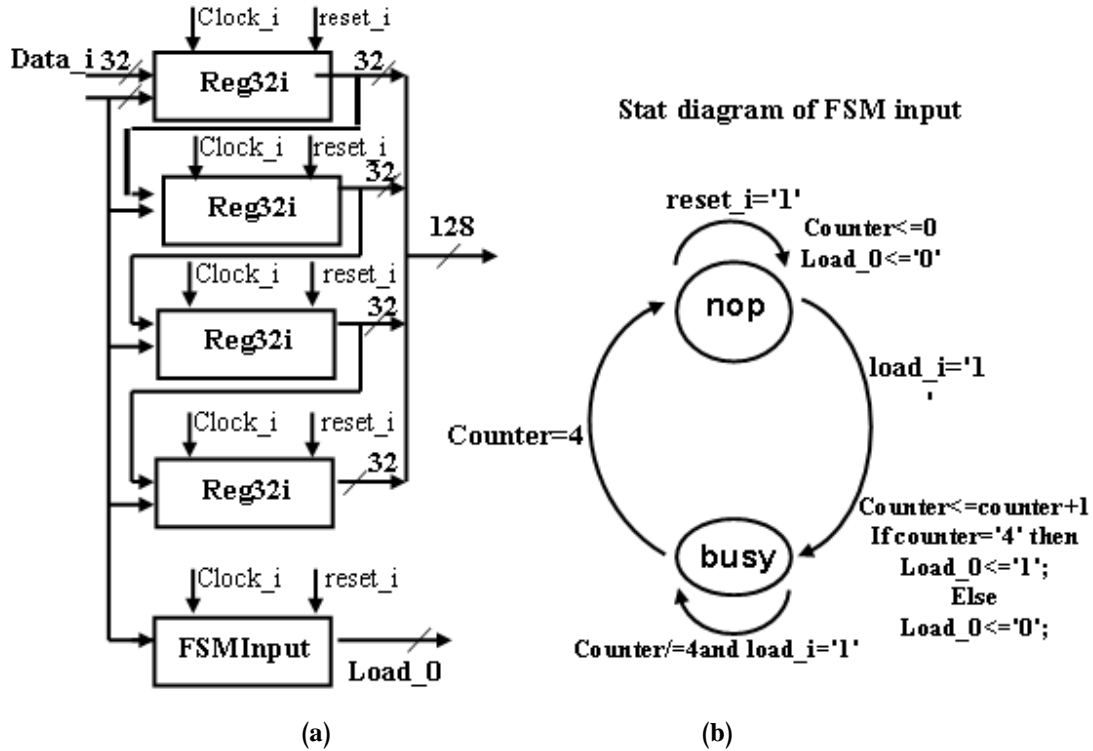 Clock_i reset_i
Data_i 32
Reg32i
32
Clock_i reset_i
Reg32i
32
128
Clock_i reset_i
Reg32i
32
Clock_i reset_i
Reg32i
32
Clock_i reset_i
FSMInput
Load_0
(a)
Stat diagram of FSM input
reset_i='1'
Counter<=0
Load_0<='0'
nop
load_i='1
'
Counter=4
Counter<=counter+1
If counter='4' then
Load_0<='1';
Else
Load_0<='0';
busy
Counter/=4and load_i='1'
(b)